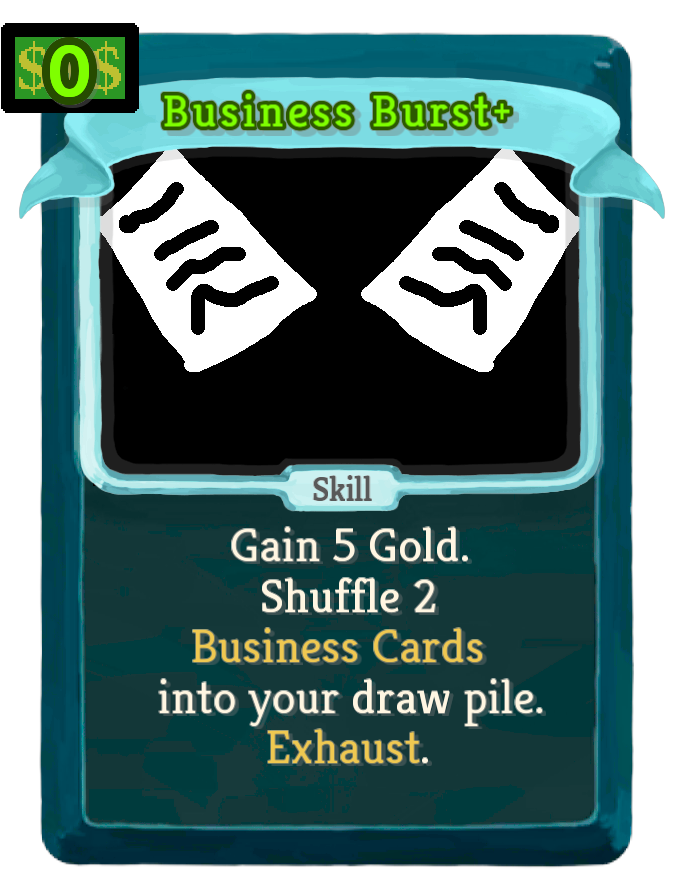 $0$
Business Burst+
Skill
Gain 5 Gold.
Shuffle 2
Business Cards
into your draw pile.
Exhaust.